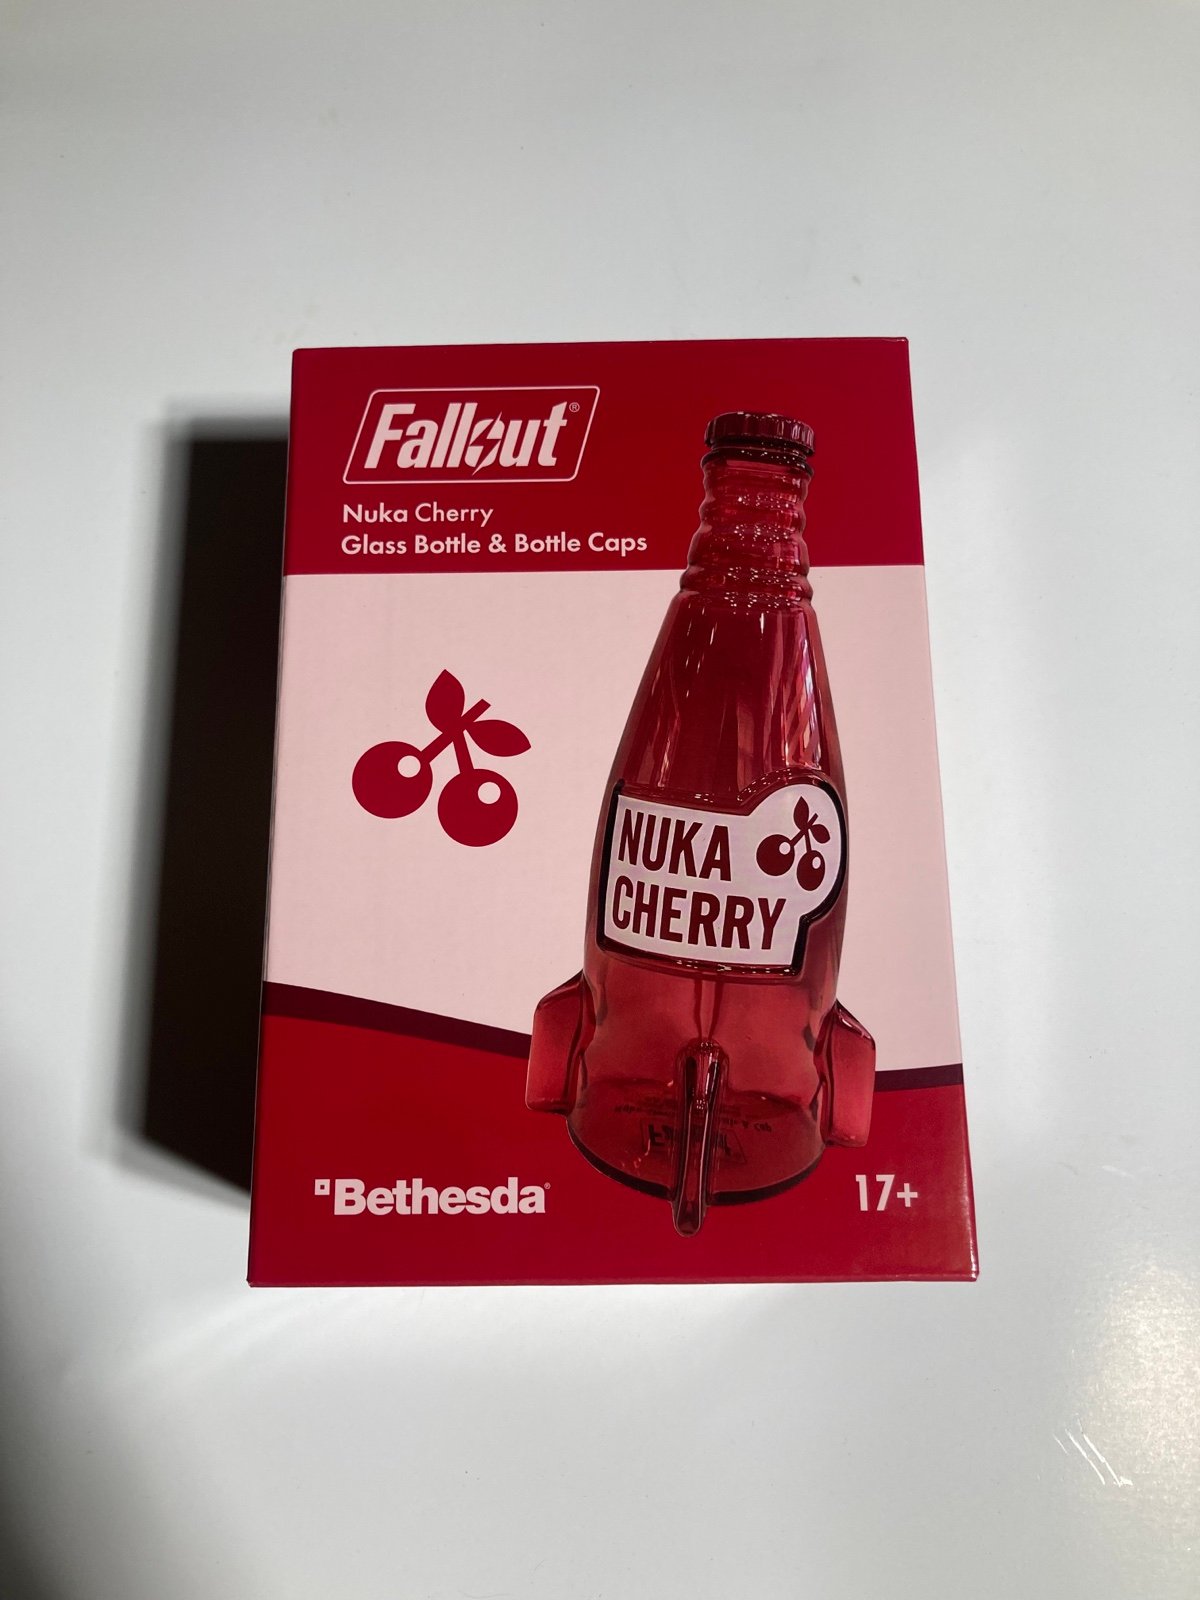 Fallout®
Nuka Cherry
Glass Bottle & Bottle Caps
NUKA
CHERRY
Bethesda®
17+